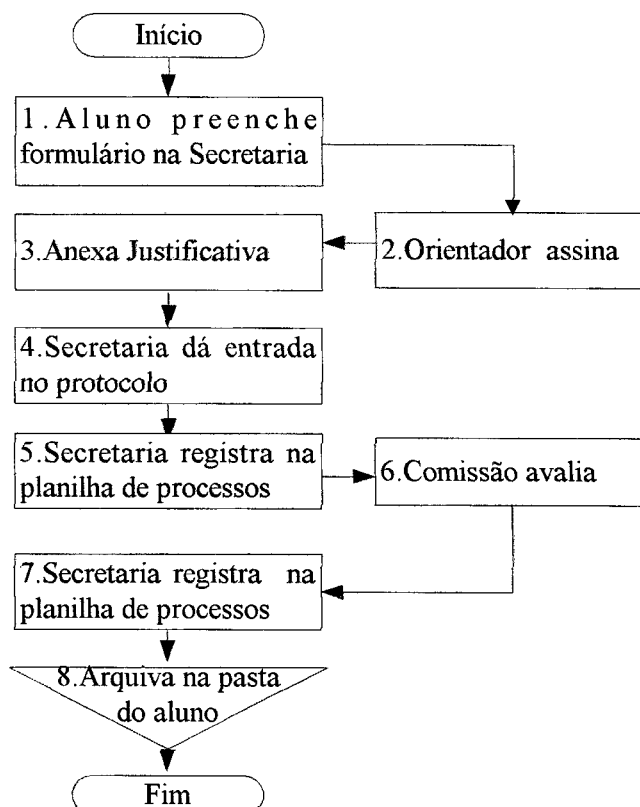 Início
1.Aluno preenche
formulário na Secretaria
2.Orientador assina
3.Anexa Justificativa
4.Secretaria dá entrada
no protocolo
5.Secretaria registra na
planilha de processos
6.Comissão avalia
7.Secretaria registra na
planilha de processos
8.Arquiva na pasta
do aluno
Fim